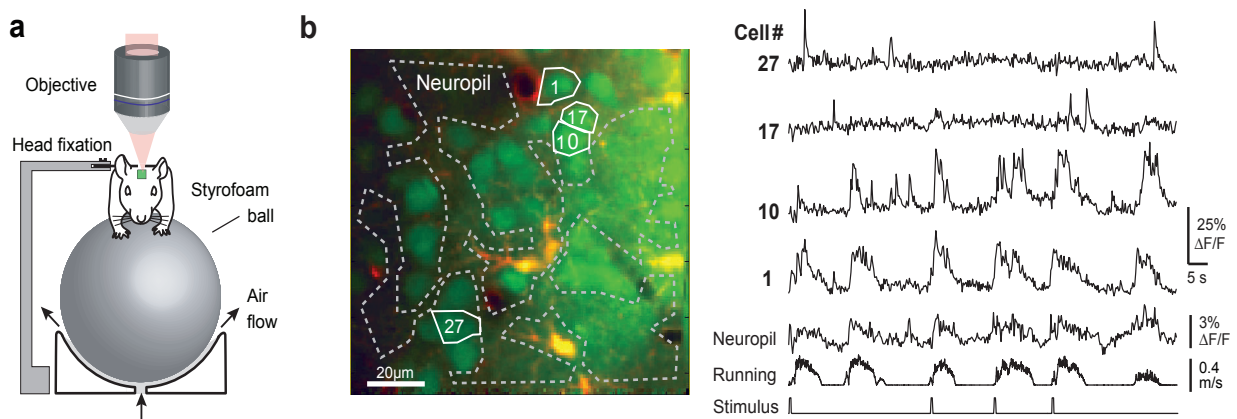 a
Objective
Head fixation
Styrofoam
ball
Air
flow
b
Neuropil
1
17
10
27
20µm
Cell #
27
17
10
1
Neuropil
Running
Stimulus
25%
ΔF/F
5 s
3%
ΔF/F
0.4
m/s